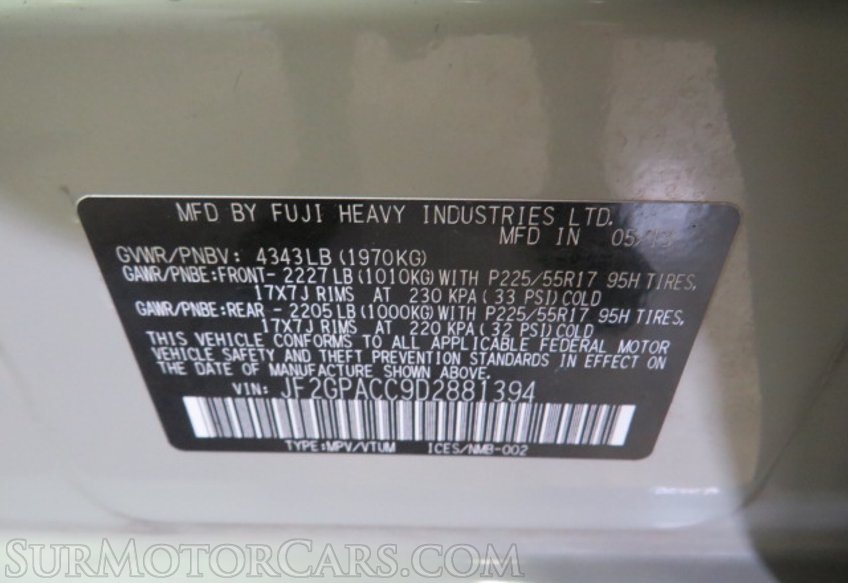 MFD BY FUJI HEAVY INDUSTRIES LTD.
MFD IN 05/13
GVWR/PNBV: 4343LB (1970KG)
GAWR/PNBE:FRONT- 2227LB (1010KG) WITH P225/55R17 95H TIRES,
17X7J RIMS AT 230 KPA( 33 PSI) COLD
GAWR/PNBE:REAR - 2205LB (1000KG) WITH P225/55R17 95H TIRES,
17X7J RIMS AT 220 KPA( 32 PSI) COLD
THIS VEHICLE CONFORMS TO ALL APPLICABLE FEDERAL MOTOR
VEHICLE SAFETY AND THEFT PREVENTION STANDARDS IN EFFECT ON
THE DATE OF MANUFACTURE SHOWN ABOVE.
VIN: JF2GPACC9D2881394
TYPE:MPV/VTUM ICES/NMB-002
SurMotorCars.com